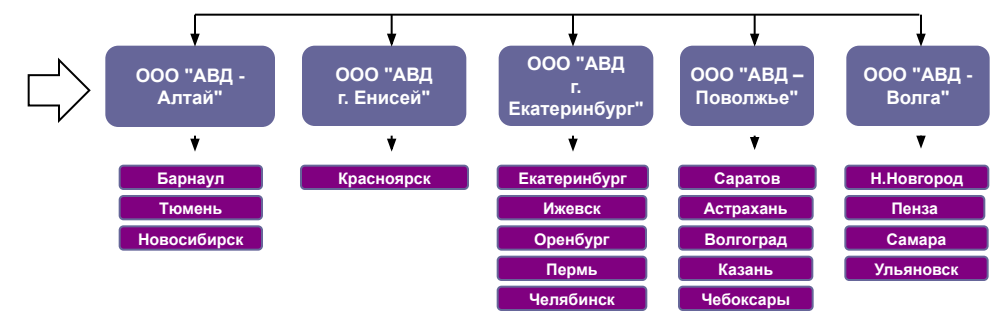 ООО "АВД -
Алтай"
ООО "АВД
г. Енисей"
ООО "АВД
г.
Екатеринбург"
ООО "АВД –
Поволжье"
ООО "АВД -
Волга"
Барнаул
Тюмень
Новосибирск
Красноярск
Екатеринбург
Ижевск
Оренбург
Пермь
Челябинск
Саратов
Астрахань
Волгоград
Казань
Чебоксары
Н.Новгород
Пенза
Самара
Ульяновск